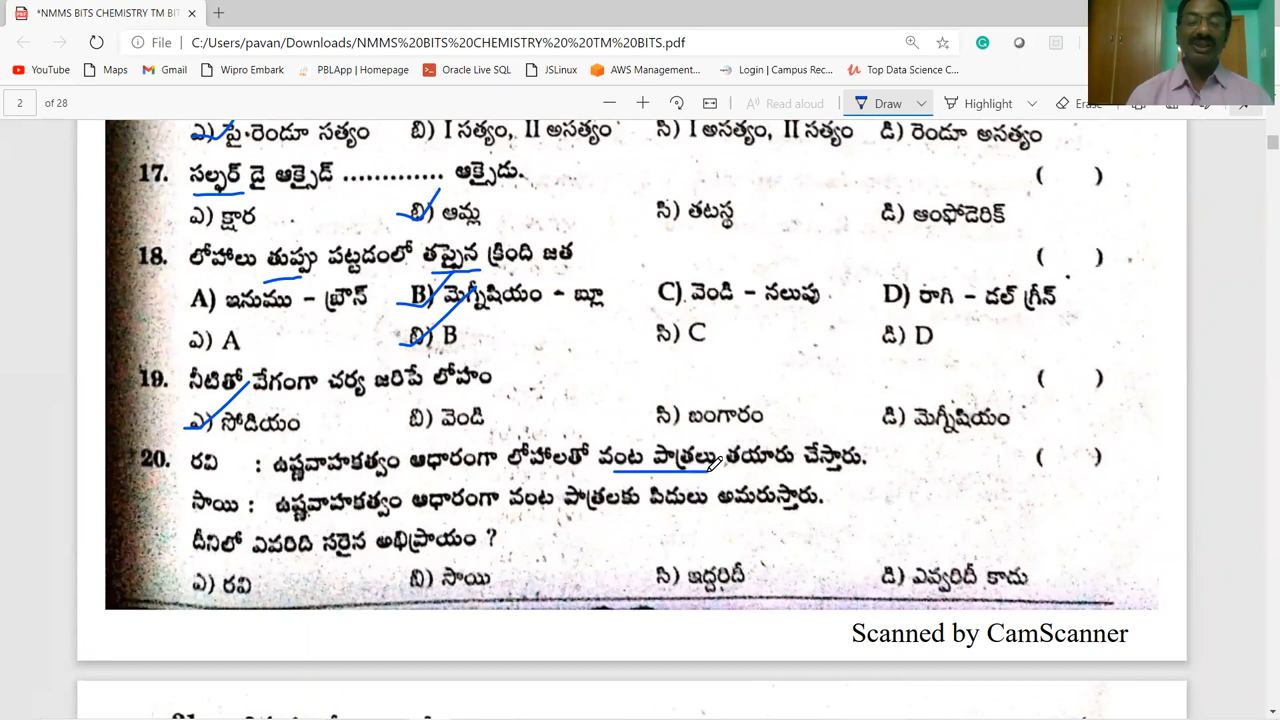 *NMMS BITS CHEMISTRY TM BIT
File C:/Users/pavan/Downloads/NMMS%20BITS%20CHEMISTRY%20%20TM%20BITS.pdf
YouTube Maps Gmail Wipro Embark PBLApp | Homepage Oracle Live SQL JSLinux AWS Management... Login | Campus Rec... Top Data Science C...
2 of 28 Read aloud Draw Highlight Erase
ఎ) పై రెండూ సత్యం బి) I సత్యం, II అసత్యం సి) I అసత్యం, II సత్యం డి) రెండూ అసత్యం
17. సల్ఫర్ డై ఆక్సైడ్ ............. ఆక్సైడు. ( )
ఎ) క్షార బి) ఆమ్ల సి) తటస్థ డి) ఆంఫోడెరిక్
18. లోహాలు తుప్పు పట్టడంలో తప్పైన క్రింది జత ( )
A) ఇనుము - బ్రౌన్ B) మెగ్నీషియం - బ్లూ C) వెండి - నలుపు D) రాగి - డల్ గ్రీన్
ఎ) A బి) B సి) C డి) D
19. నీటితో వేగంగా చర్య జరిపే లోహం ( )
ఎ) సోడియం బి) వెండి సి) బంగారం డి) మెగ్నీషియం
20. రవి : ఉష్ణవాహకత్వం ఆధారంగా లోహాలతో వంట పాత్రలు తయారు చేస్తారు. ( )
సాయి : ఉష్ణవాహకత్వం ఆధారంగా వంట పాత్రలకు పిడులు అమరుస్తారు.
దీనిలో ఎవరిది సరైన అభిప్రాయం ?
ఎ) రవి బి) సాయి సి) ఇద్దరిదీ డి) ఎవ్వరిదీ కాదు
Scanned by CamScanner